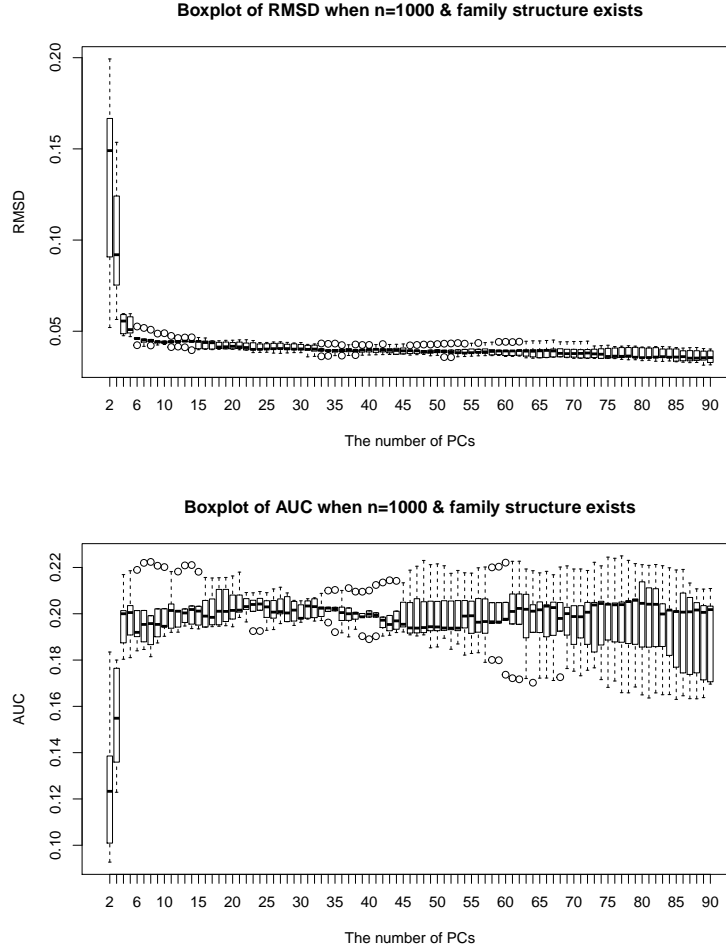 Boxplot of RMSD when n=1000 & family structure exists
0.20
0.15
0.10
0.05
RMSD
2 6 10 15 20 25 30 35 40 45 50 55 60 65 70 75 80 85 90
The number of PCs
Boxplot of AUC when n=1000 & family structure exists
0.22
0.20
0.18
0.16
0.14
0.12
0.10
AUC
2 6 10 15 20 25 30 35 40 45 50 55 60 65 70 75 80 85 90
The number of PCs